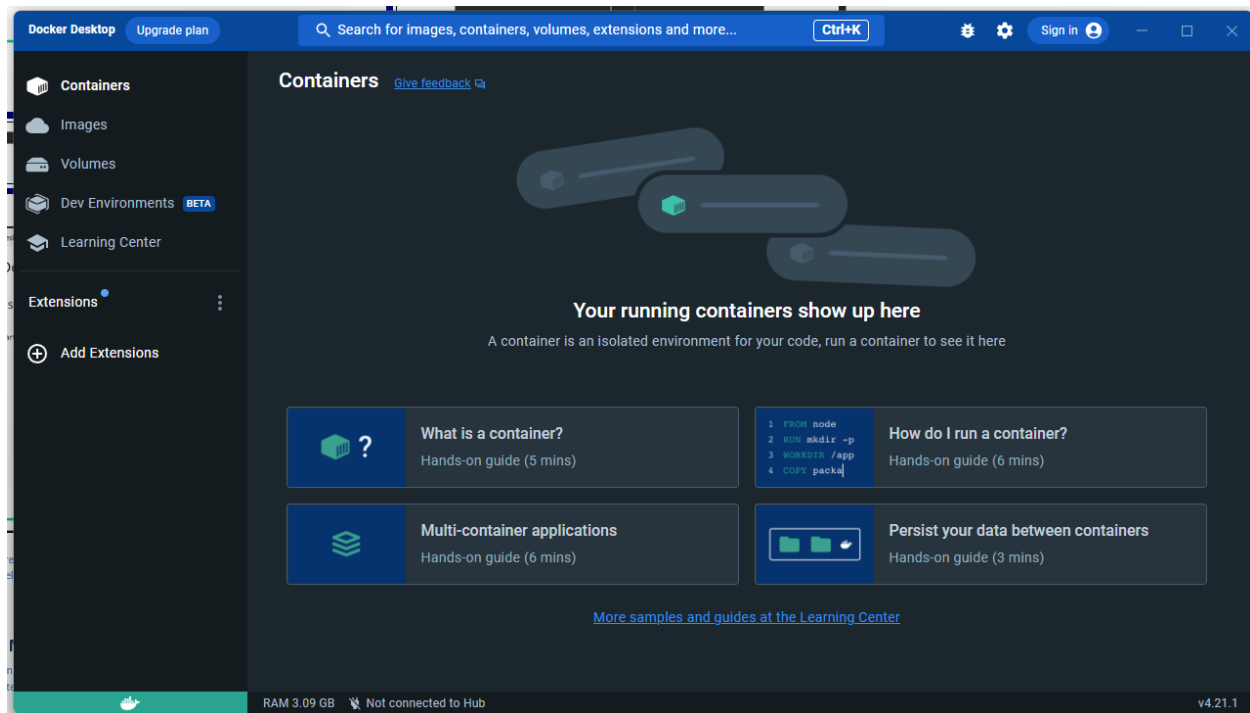 Docker Desktop Upgrade plan Search for images, containers, volumes, extensions and more... Ctrl+K Sign in
Containers
Images
Volumes
Dev Environments BETA
Learning Center
Extensions
Add Extensions
Containers Give feedback
Your running containers show up here
A container is an isolated environment for your code, run a container to see it here
?
What is a container?
Hands-on guide (5 mins)
1 FROM node
2 RUN mkdir -p
3 WORKDIR /app
4 COPY packa
How do I run a container?
Hands-on guide (6 mins)
Multi-container applications
Hands-on guide (6 mins)
Persist your data between containers
Hands-on guide (3 mins)
More samples and guides at the Learning Center
RAM 3.09 GB Not connected to Hub v4.21.1